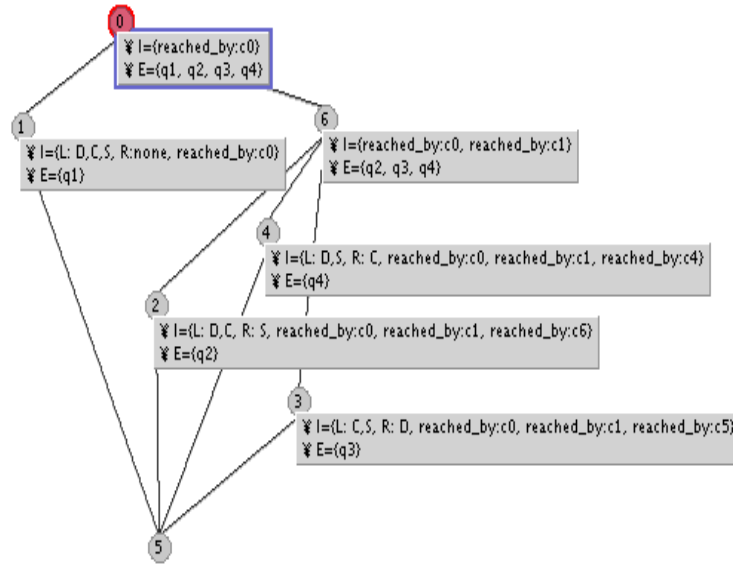 0
¥ I={reached_by:c0}
¥ E={q1, q2, q3, q4}
1
¥ I={L: D,C,S, R:none, reached_by:c0}
¥ E={q1}
6
¥ I={reached_by:c0, reached_by:c1}
¥ E={q2, q3, q4}
4
¥ I={L: D,S, R: C, reached_by:c0, reached_by:c1, reached_by:c4}
¥ E={q4}
2
¥ I={L: D,C, R: S, reached_by:c0, reached_by:c1, reached_by:c6}
¥ E={q2}
3
¥ I={L: C,S, R: D, reached_by:c0, reached_by:c1, reached_by:c5}
¥ E={q3}
5